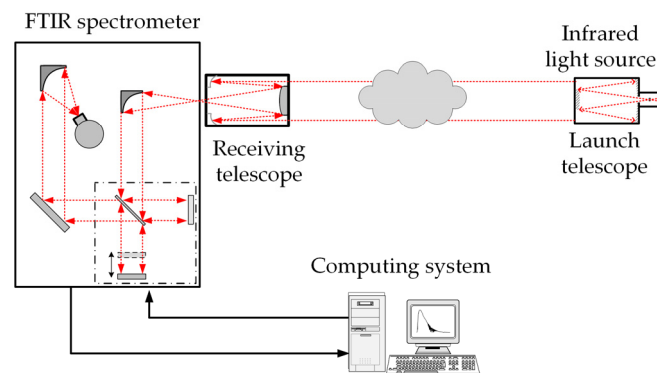 FTIR spectrometer
Infrared
light source
Receiving
telescope
Launch
telescope
Computing system